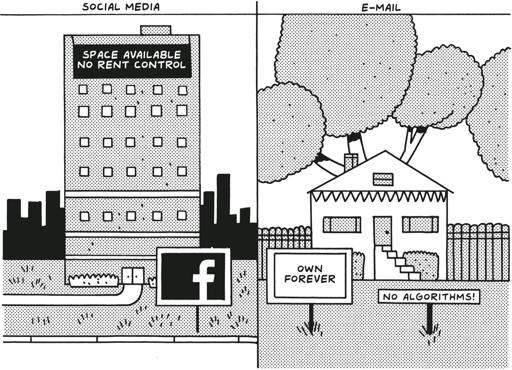 SOCIAL MEDIA
SPACE AVAILABLE
NO RENT CONTROL
f
E-MAIL
OWN
FOREVER
NO ALGORITHMS!